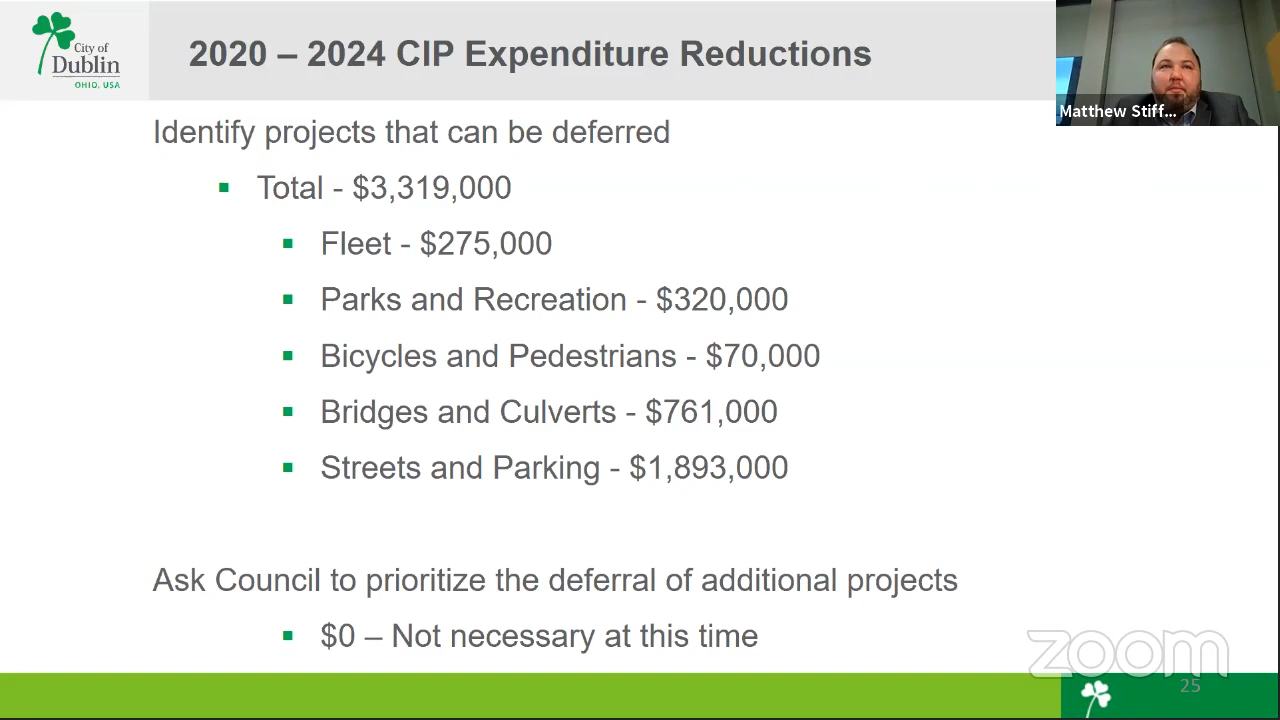 City of
Dublin
OHIO, USA
2020 – 2024 CIP Expenditure Reductions
Matthew Stiff...
Identify projects that can be deferred
Total - $3,319,000
Fleet - $275,000
Parks and Recreation - $320,000
Bicycles and Pedestrians - $70,000
Bridges and Culverts - $761,000
Streets and Parking - $1,893,000
Ask Council to prioritize the deferral of additional projects
$0 – Not necessary at this time
zoom
25